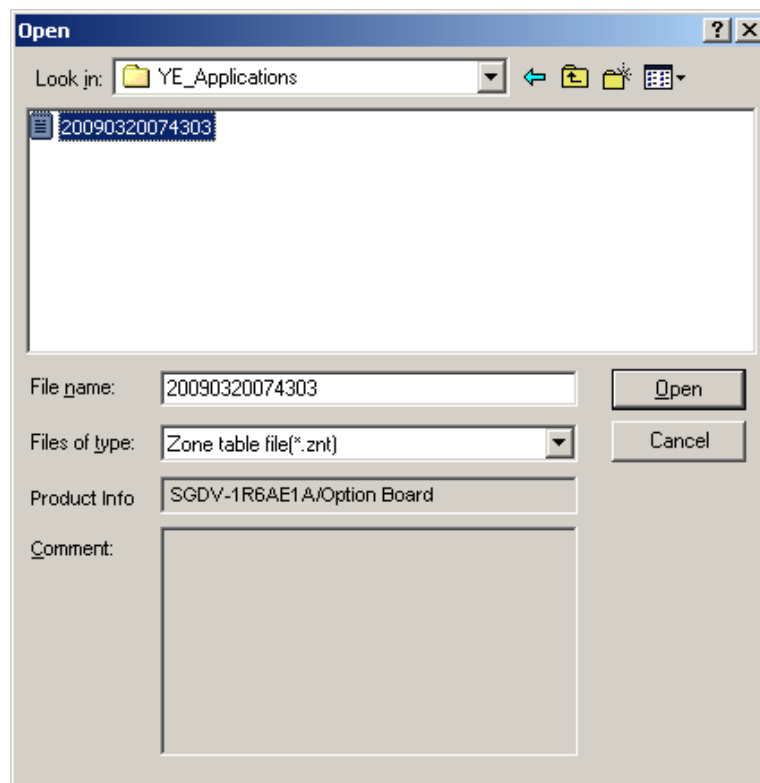 Open
Look in: YE_Applications
20090320074303
File name: 20090320074303
Open
Files of type: Zone table file(*.znt)
Cancel
Product Info SGDV-1R6AE1A/Option Board
Comment: